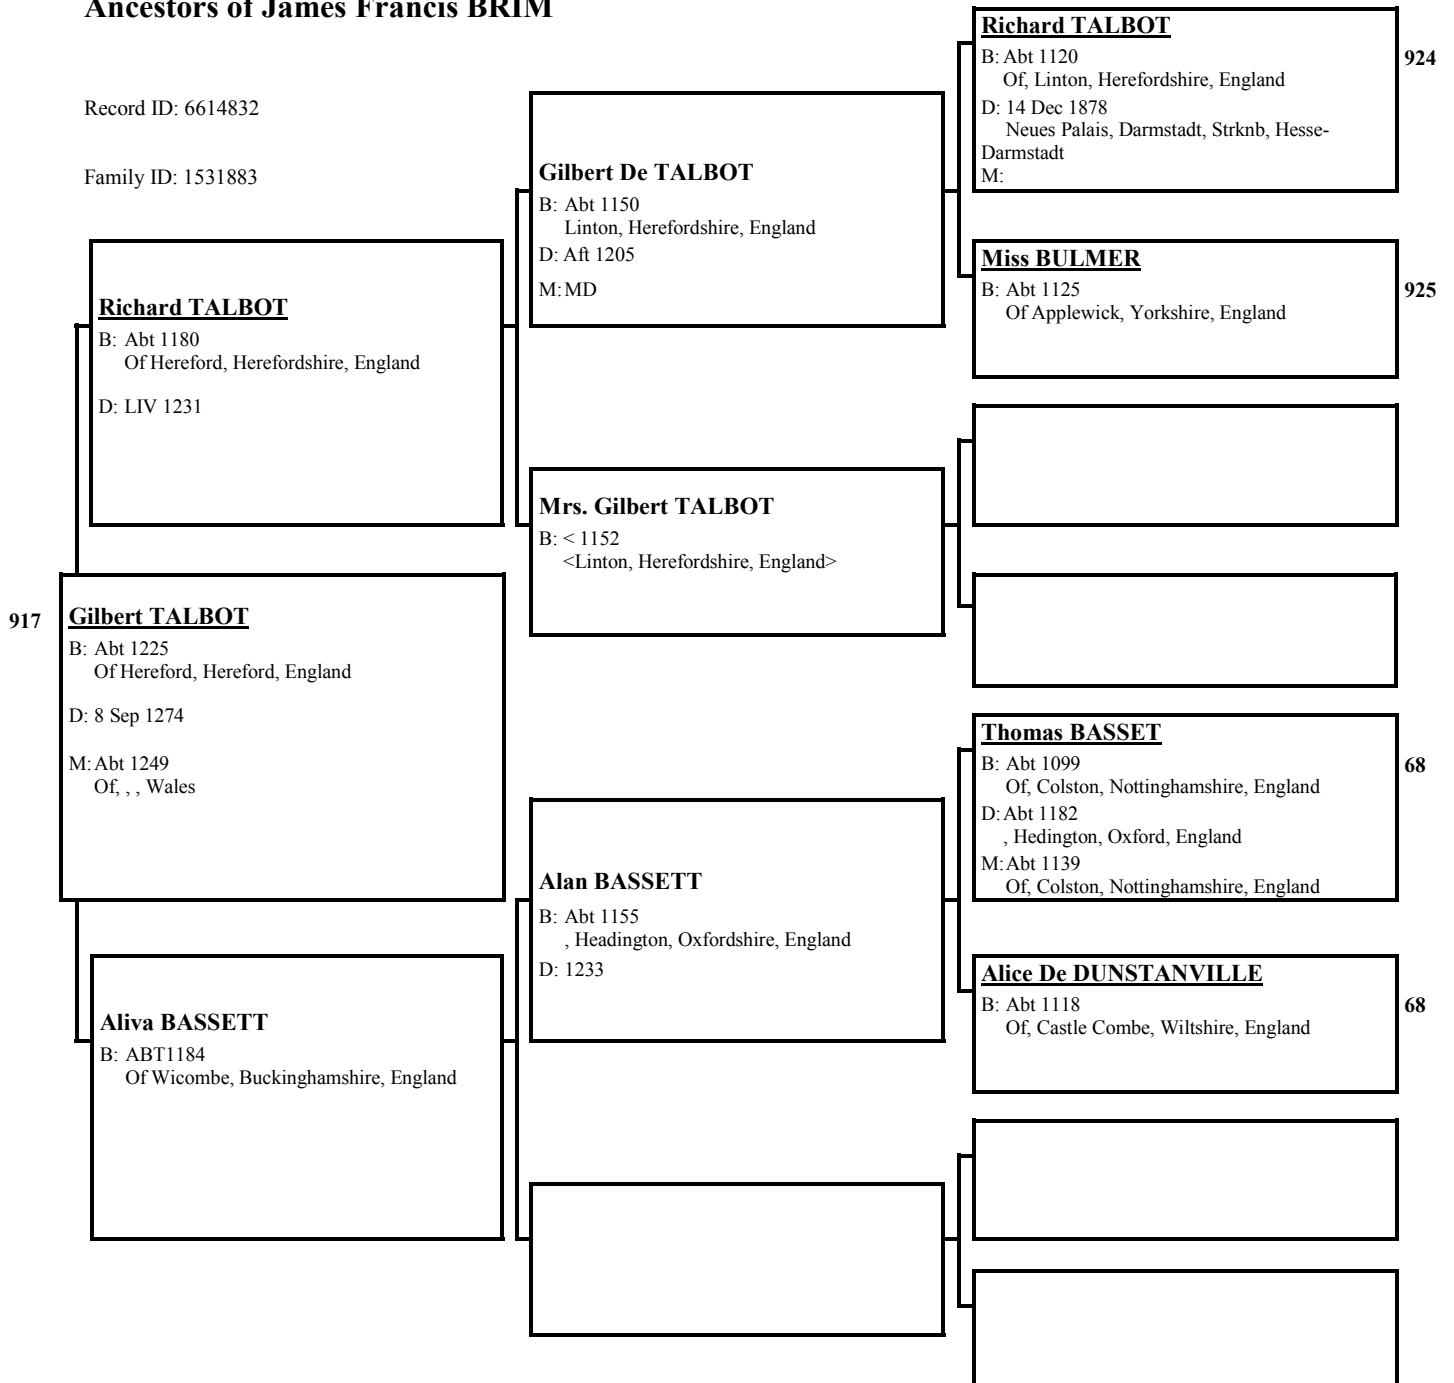 Ancestors of James Francis BRIM
Record ID: 6614832
Family ID: 1531883
917
Gilbert TALBOT
B: Abt 1225
Of Hereford, Hereford, England
D: 8 Sep 1274
M: Abt 1249
Of, , , Wales
Richard TALBOT
B: Abt 1180
Of Hereford, Herefordshire, England
D: LIV 1231
Aliva BASSETT
B: ABT1184
Of Wicombe, Buckinghamshire, England
Gilbert De TALBOT
B: Abt 1150
Linton, Herefordshire, England
D: Aft 1205
M: MD
Mrs. Gilbert TALBOT
B: < 1152
<Linton, Herefordshire, England>
Alan BASSETT
B: Abt 1155
, Headington, Oxfordshire, England
D: 1233
Richard TALBOT
B: Abt 1120
Of, Linton, Herefordshire, England
D: 14 Dec 1878
Neues Palais, Darmstadt, Strknb, Hesse-
Darmstadt
M:
924
Miss BULMER
B: Abt 1125
Of Applewick, Yorkshire, England
925
Thomas BASSET
B: Abt 1099
Of, Colston, Nottinghamshire, England
D: Abt 1182
, Hedington, Oxford, England
M: Abt 1139
Of, Colston, Nottinghamshire, England
68
Alice De DUNSTANVILLE
B: Abt 1118
Of, Castle Combe, Wiltshire, England
68